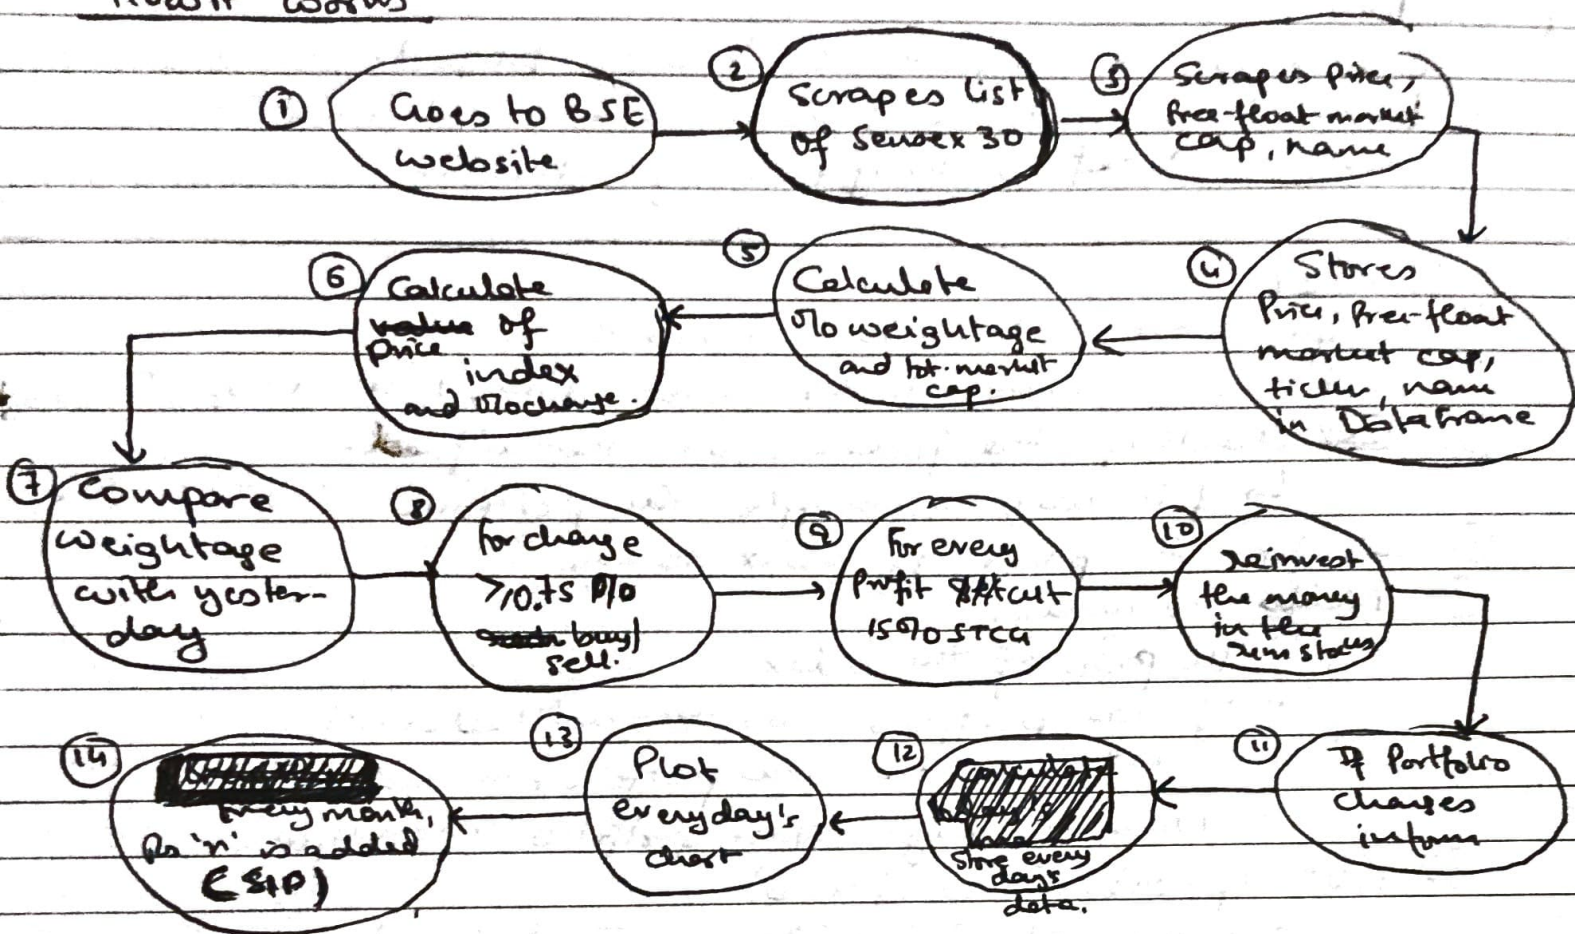 How it works
① Goes to BSE
website
② Scrapes List
of Sensex 30
③ Scrapes price,
free-float market
cap, name
④ Stores
Price, free-float
market cap,
ticker, name
in DataFrame
⑤ Calculate
% weightage
and tot. market
cap.
⑥ Calculate
value of
price
index
and % change.
⑦ Compare
weightage
with yester-
day
⑧ For change
>,0.75 %
buy/
sell.
⑨ For every
profit cut
15% STCG
⑩ reinvest
the money
in the
stocks
⑪ If Portfolio
changes
inform
⑫ store every
day's
data.
⑬ Plot
everyday's
chart
⑭ Every month,
Rs 'n' is added
(SIP)